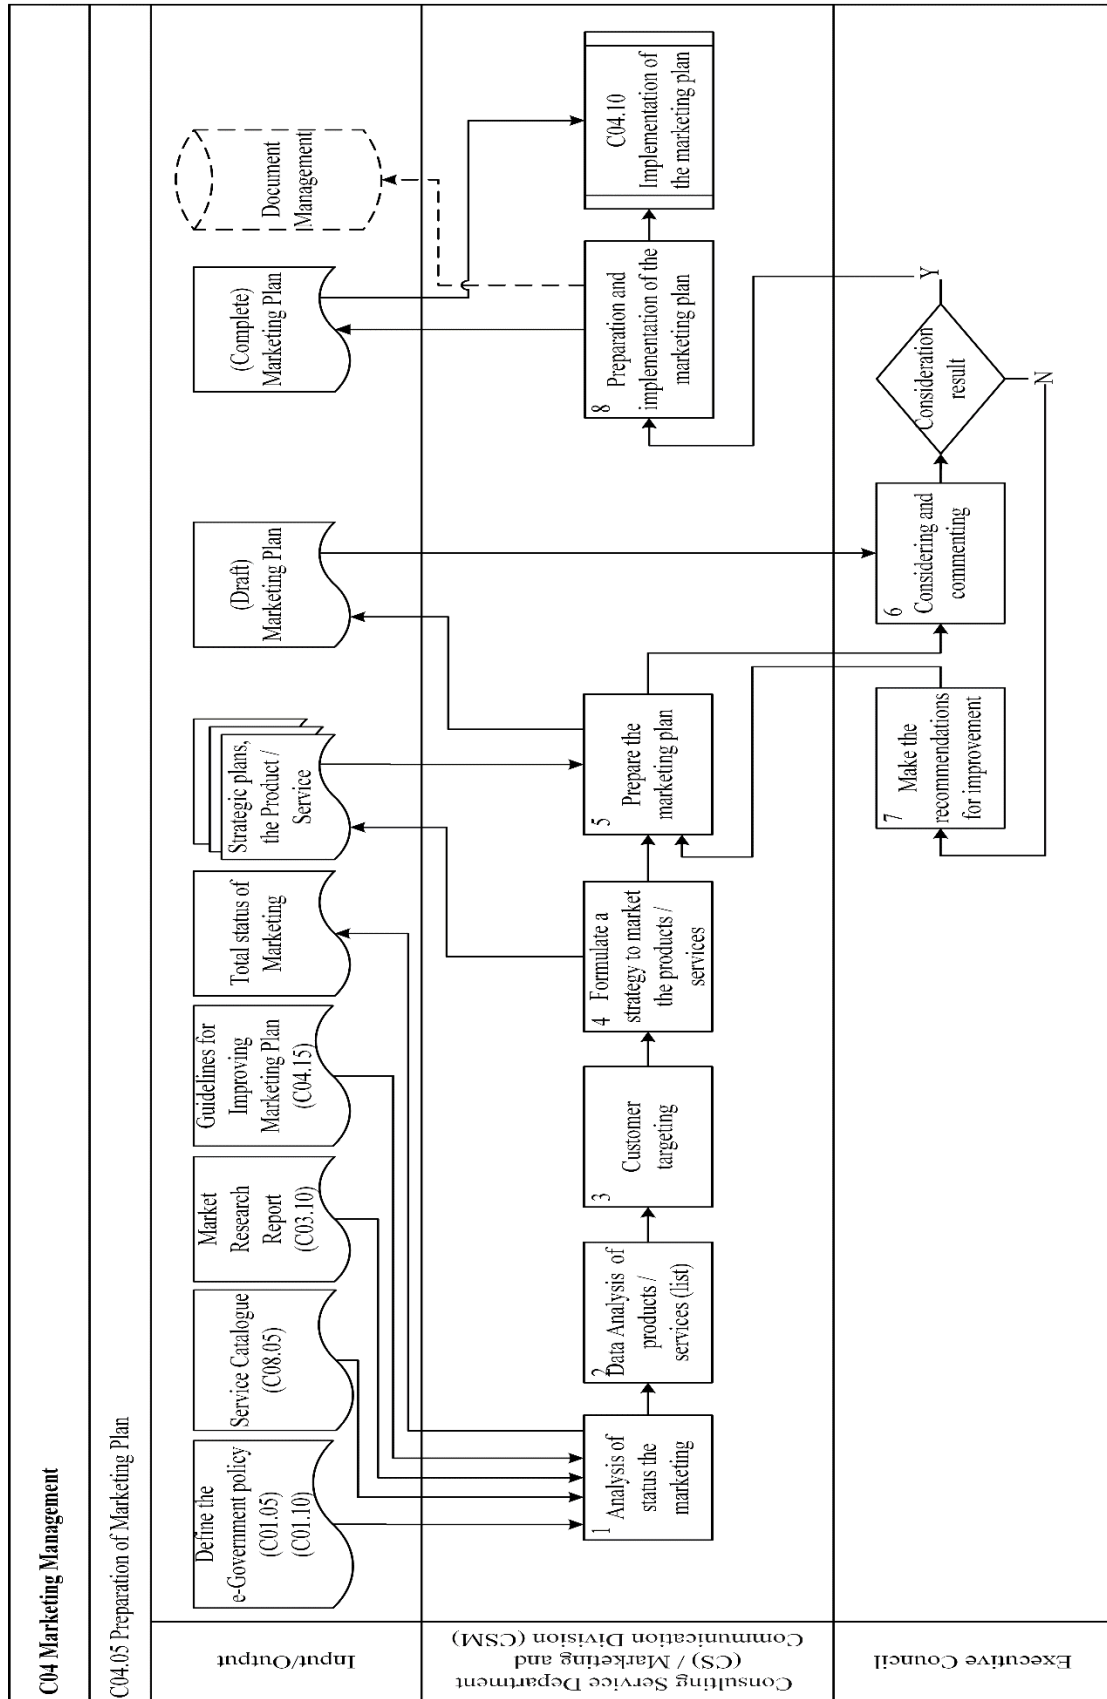 C04 Marketing Management
C04.05 Preparation of Marketing Plan
Input/Output
Define the
e-Government policy
(C01.05)
(C01.10)
Service Catalogue
(C08.05)
Market
Research
Report
(C03.10)
Guidelines for
Improving
Marketing Plan
(C04.15)
Total status of
Marketing
Strategic plans,
the Product /
Service
(Draft)
Marketing Plan
(Complete)
Marketing Plan
Document
Management
Consulting Service Department
(CS) / Marketing and
Communication Division (CSM)
1
Analysis of
status the
marketing
2
Data Analysis of
products /
services (list)
3
Customer
targeting
4 Formulate a
strategy to market
the products /
services
5
Prepare the
marketing plan
8
Preparation and
implementation of the
marketing plan
C04.10
Implementation of
the marketing plan
Executive Council
7
Make the
recommendations
for improvement
6
Considering and
commenting
Consideration
result
Y
N